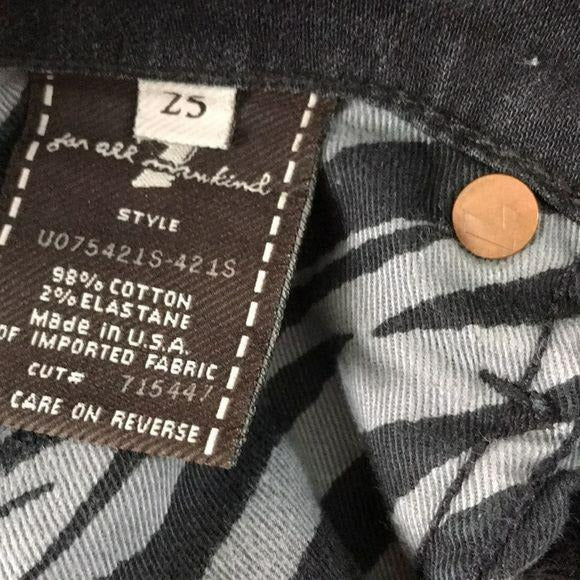 25
7
for all mankind
STYLE
U075421S-421S
98% COTTON
2% ELASTANE
Made in U.S.A.
OF IMPORTED FABRIC
CUT# 715447
CARE ON REVERSE